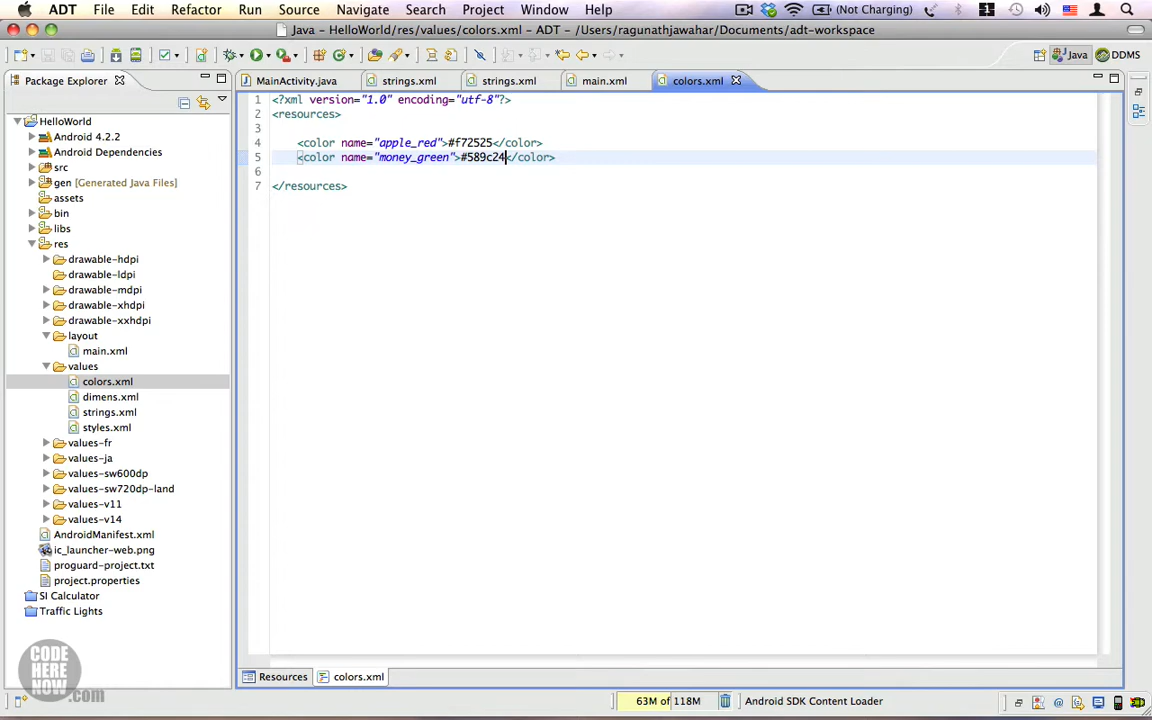 ADT File Edit Refactor Run Source Navigate Search Project Window Help (Not Charging)
Java – HelloWorld/res/values/colors.xml – ADT – /Users/ragunathjawahar/Documents/adt-workspace
Java DDMS
Package Explorer
MainActivity.java strings.xml strings.xml main.xml colors.xml
HelloWorld
Android 4.2.2
Android Dependencies
src
gen [Generated Java Files]
assets
bin
libs
res
drawable-hdpi
drawable-ldpi
drawable-mdpi
drawable-xhdpi
drawable-xxhdpi
layout
main.xml
values
colors.xml
dimens.xml
strings.xml
styles.xml
values-fr
values-ja
values-sw600dp
values-sw720dp-land
values-v11
values-v14
AndroidManifest.xml
ic_launcher-web.png
proguard-project.txt
project.properties
SI Calculator
Traffic Lights
1 <?xml version="1.0" encoding="utf-8"?>
2 <resources>
3
4 <color name="apple_red">#f72525</color>
5 <color name="money_green">#589c24</color>
6
7 </resources>
Resources colors.xml
63M of 118M Android SDK Content Loader
CODE
HERE
NOW.com